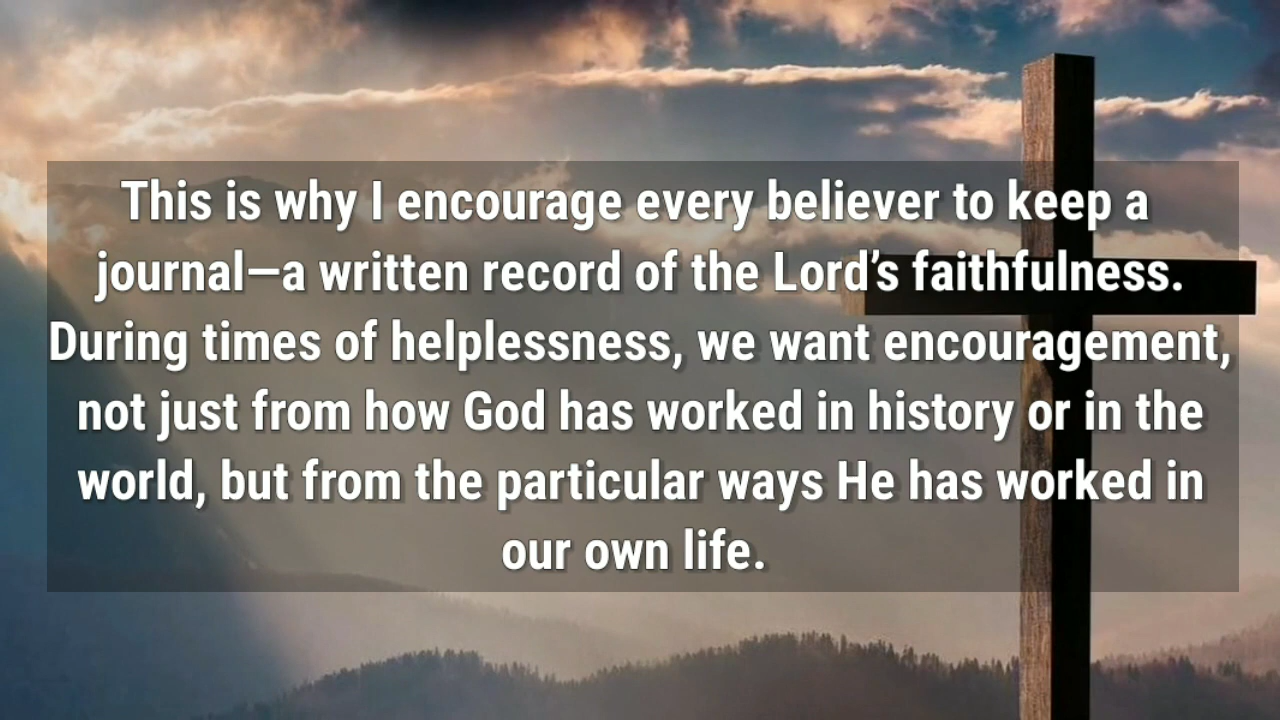 This is why I encourage every believer to keep a
journal—a written record of the Lord’s faithfulness.
During times of helplessness, we want encouragement,
not just from how God has worked in history or in the
world, but from the particular ways He has worked in
our own life.